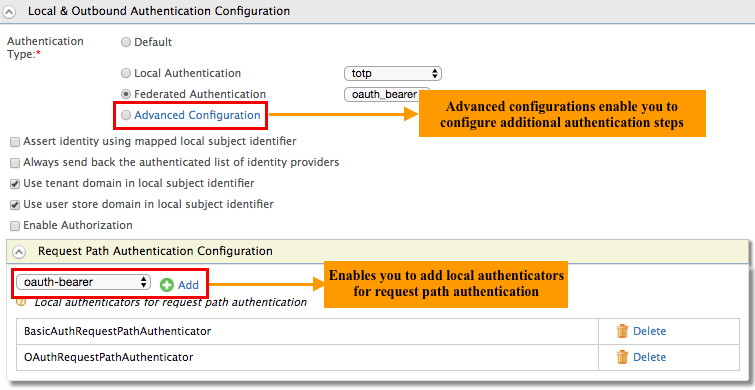 Local & Outbound Authentication Configuration
Authentication Type:*
Default
Local Authentication totp
Federated Authentication oauth_bearer
Advanced Configuration
Advanced configurations enable you to
configure additional authentication steps
Assert identity using mapped local subject identifier
Always send back the authenticated list of identity providers
Use tenant domain in local subject identifier
Use user store domain in local subject identifier
Enable Authorization
Request Path Authentication Configuration
oauth-bearer Add
Enables you to add local authenticators
for request path authentication
Local authenticators for request path authentication
BasicAuthRequestPathAuthenticator Delete
OAuthRequestPathAuthenticator Delete